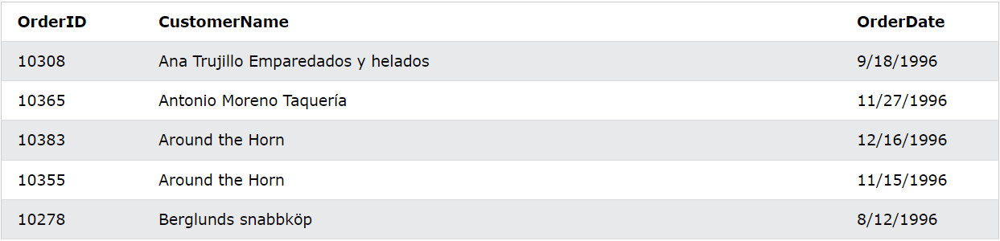 OrderID CustomerName OrderDate
10308 Ana Trujillo Emparedados y helados 9/18/1996
10365 Antonio Moreno Taquería 11/27/1996
10383 Around the Horn 12/16/1996
10355 Around the Horn 11/15/1996
10278 Berglunds snabbköp 8/12/1996